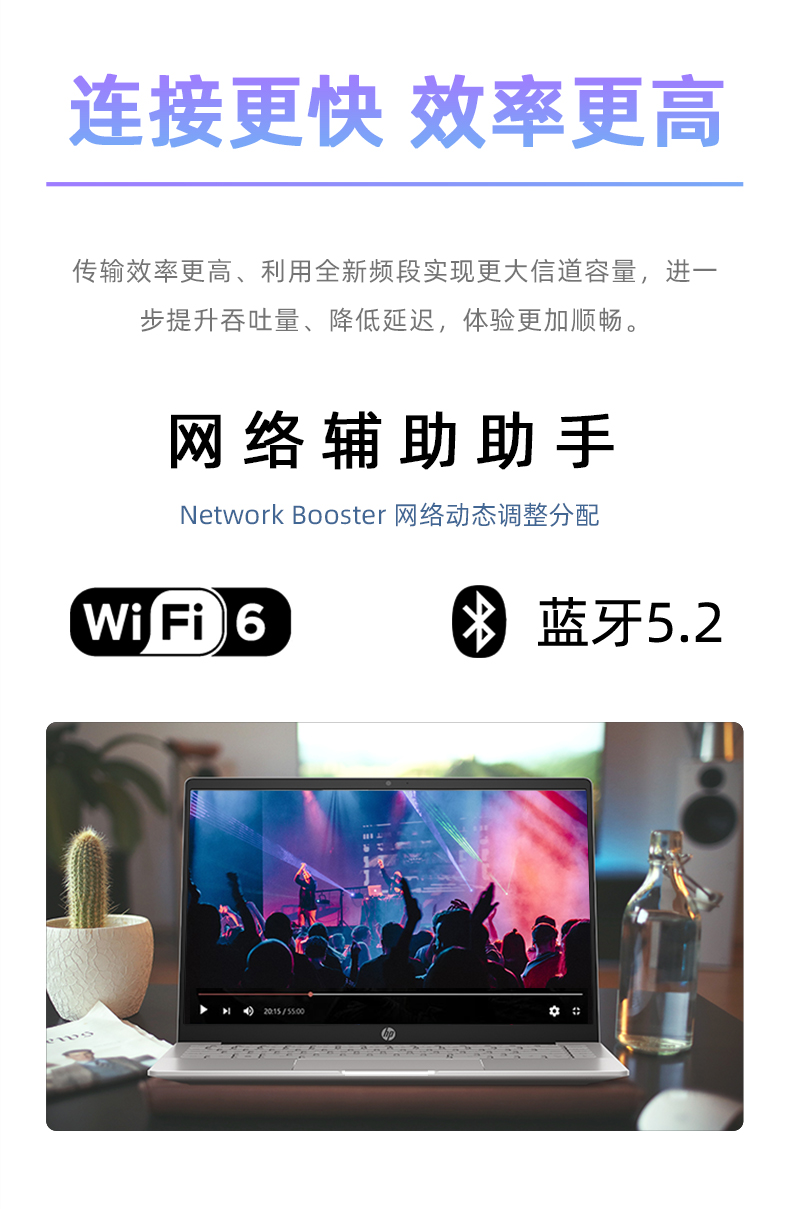 连接更快 效率更高
传输效率更高、利用全新频段实现更大信道容量，进一
步提升吞吐量、降低延迟，体验更加顺畅。
网络辅助助手
Network Booster 网络动态调整分配
WiFi 6
蓝牙5.2
20:15 / 55:00
hp